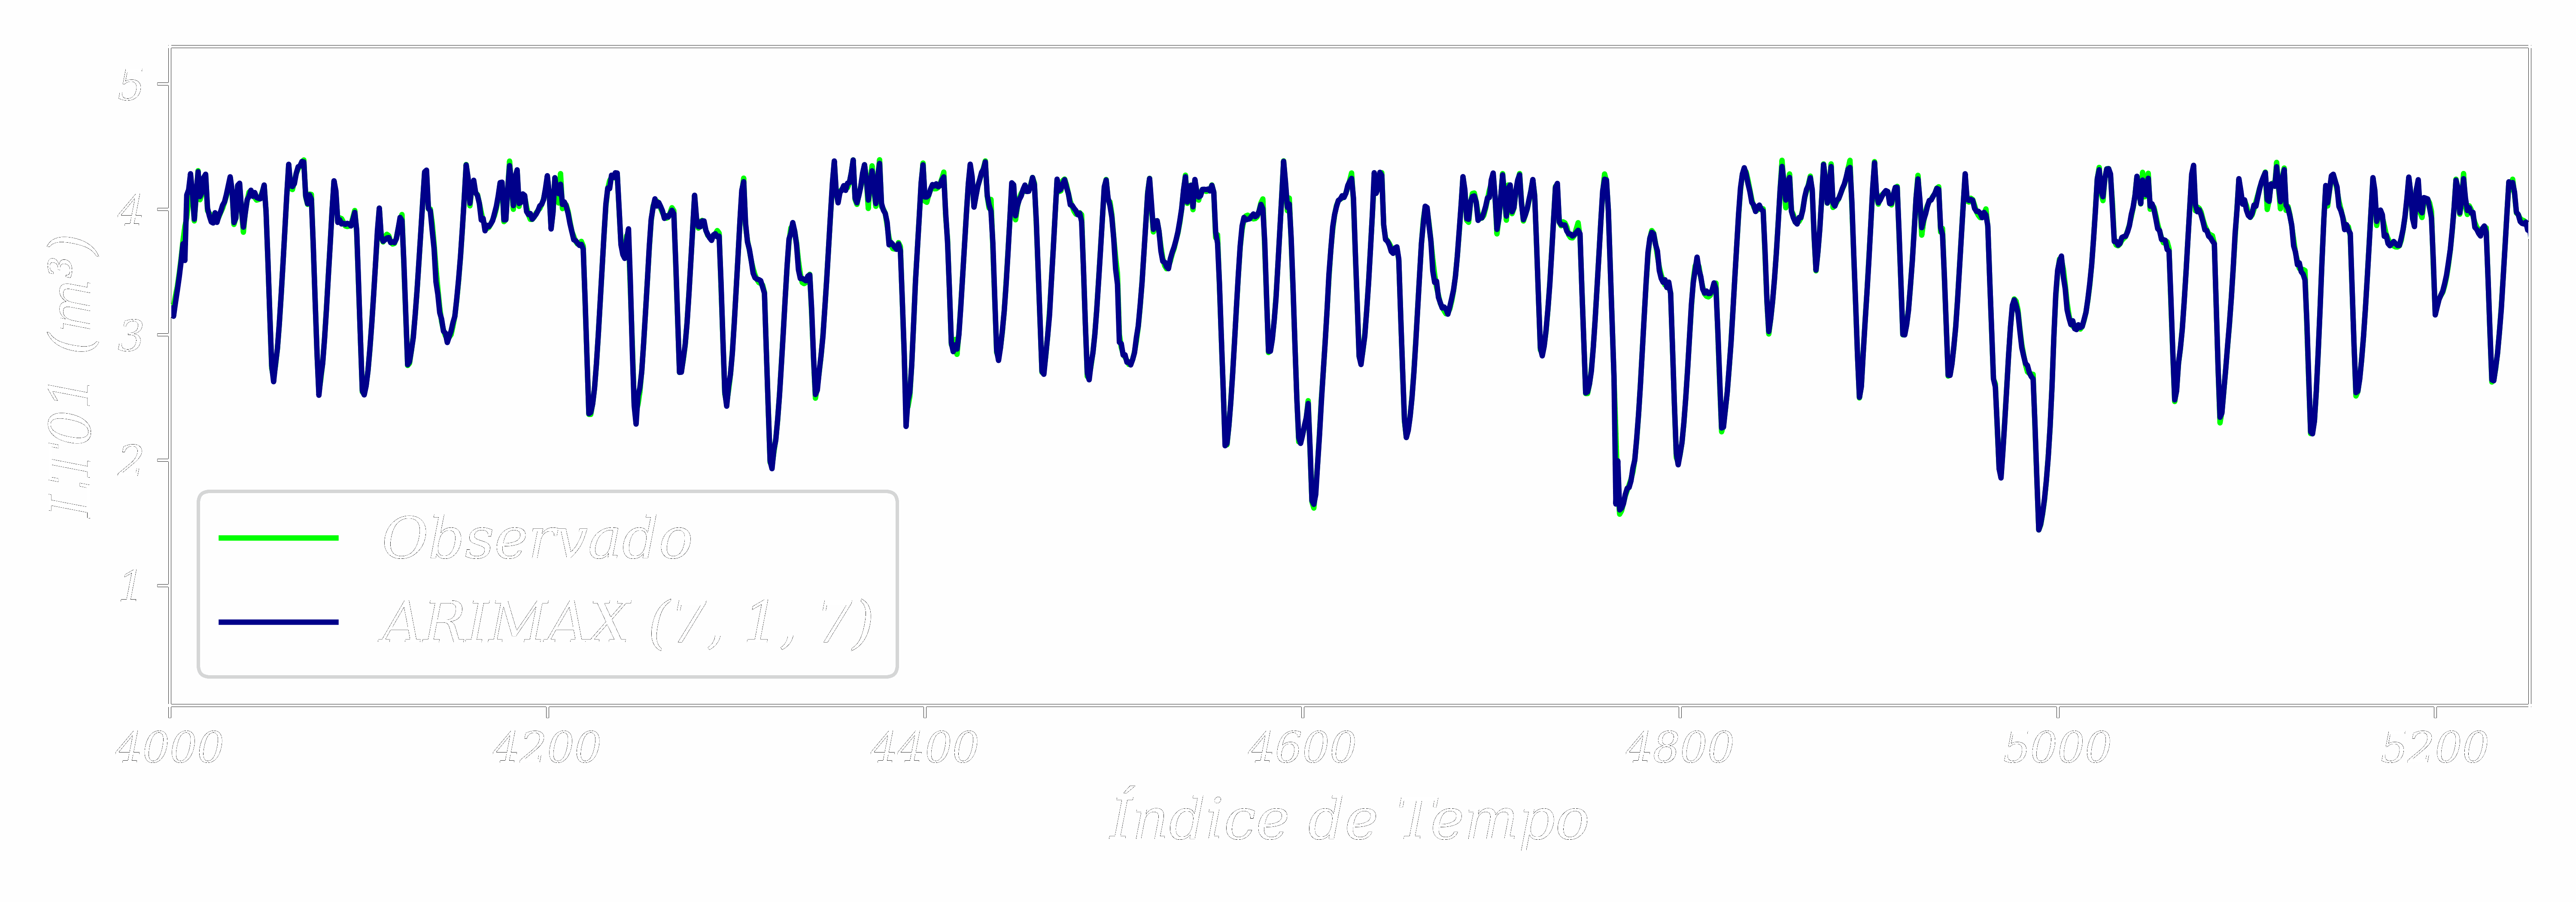 5
4
3
2
1
LIT01 (m³)
Observado
ARIMAX (7, 1, 7)
4000 4200 4400 4600 4800 5000 5200
Índice de Tempo